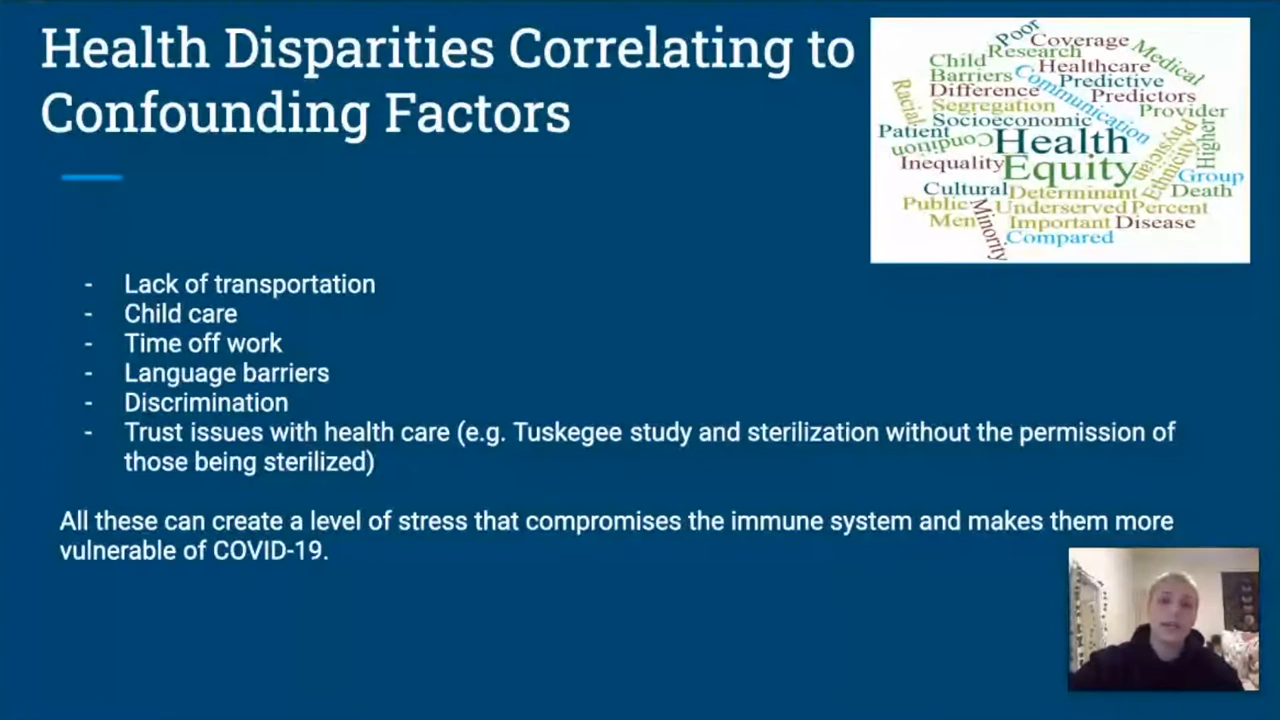 Health Disparities Correlating to
Confounding Factors
Poor
Coverage
Research
Medical
Child
Healthcare
Barriers
Communication
Predictive
Difference
Predictors
Racial
Segregation
Provider
Socioeconomic
Patient
Condition
Health
Physician
Higher
Inequality
Equity
Ethnicity
Group
Cultural
Determinant
Death
Public
Minority
Underserved
Percent
Men
Important
Disease
Compared
- Lack of transportation
- Child care
- Time off work
- Language barriers
- Discrimination
- Trust issues with health care (e.g. Tuskegee study and sterilization without the permission of
those being sterilized)
All these can create a level of stress that compromises the immune system and makes them more
vulnerable of COVID-19.